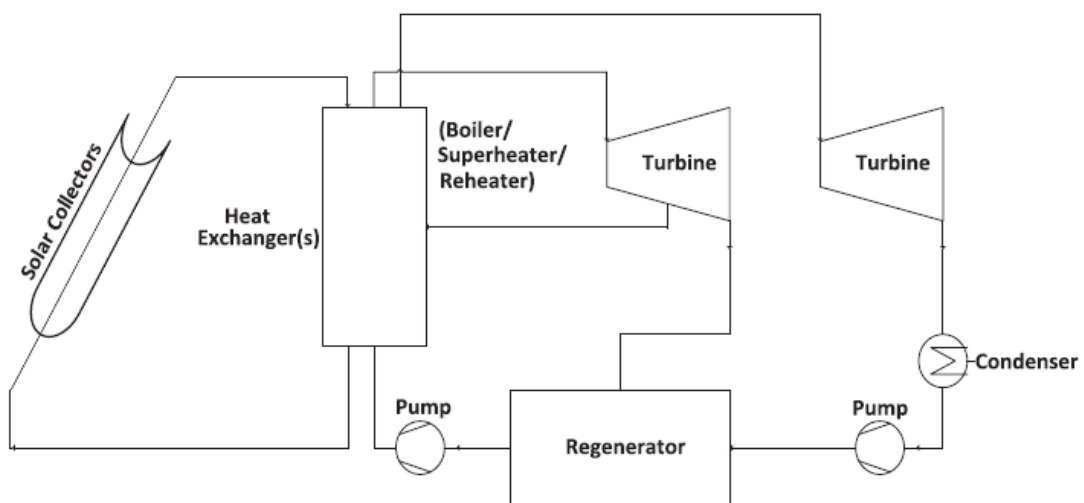 Solar Collectors
Heat
Exchanger(s)
(Boiler/
Superheater/
Reheater)
Turbine
Turbine
Condenser
Pump
Regenerator
Pump